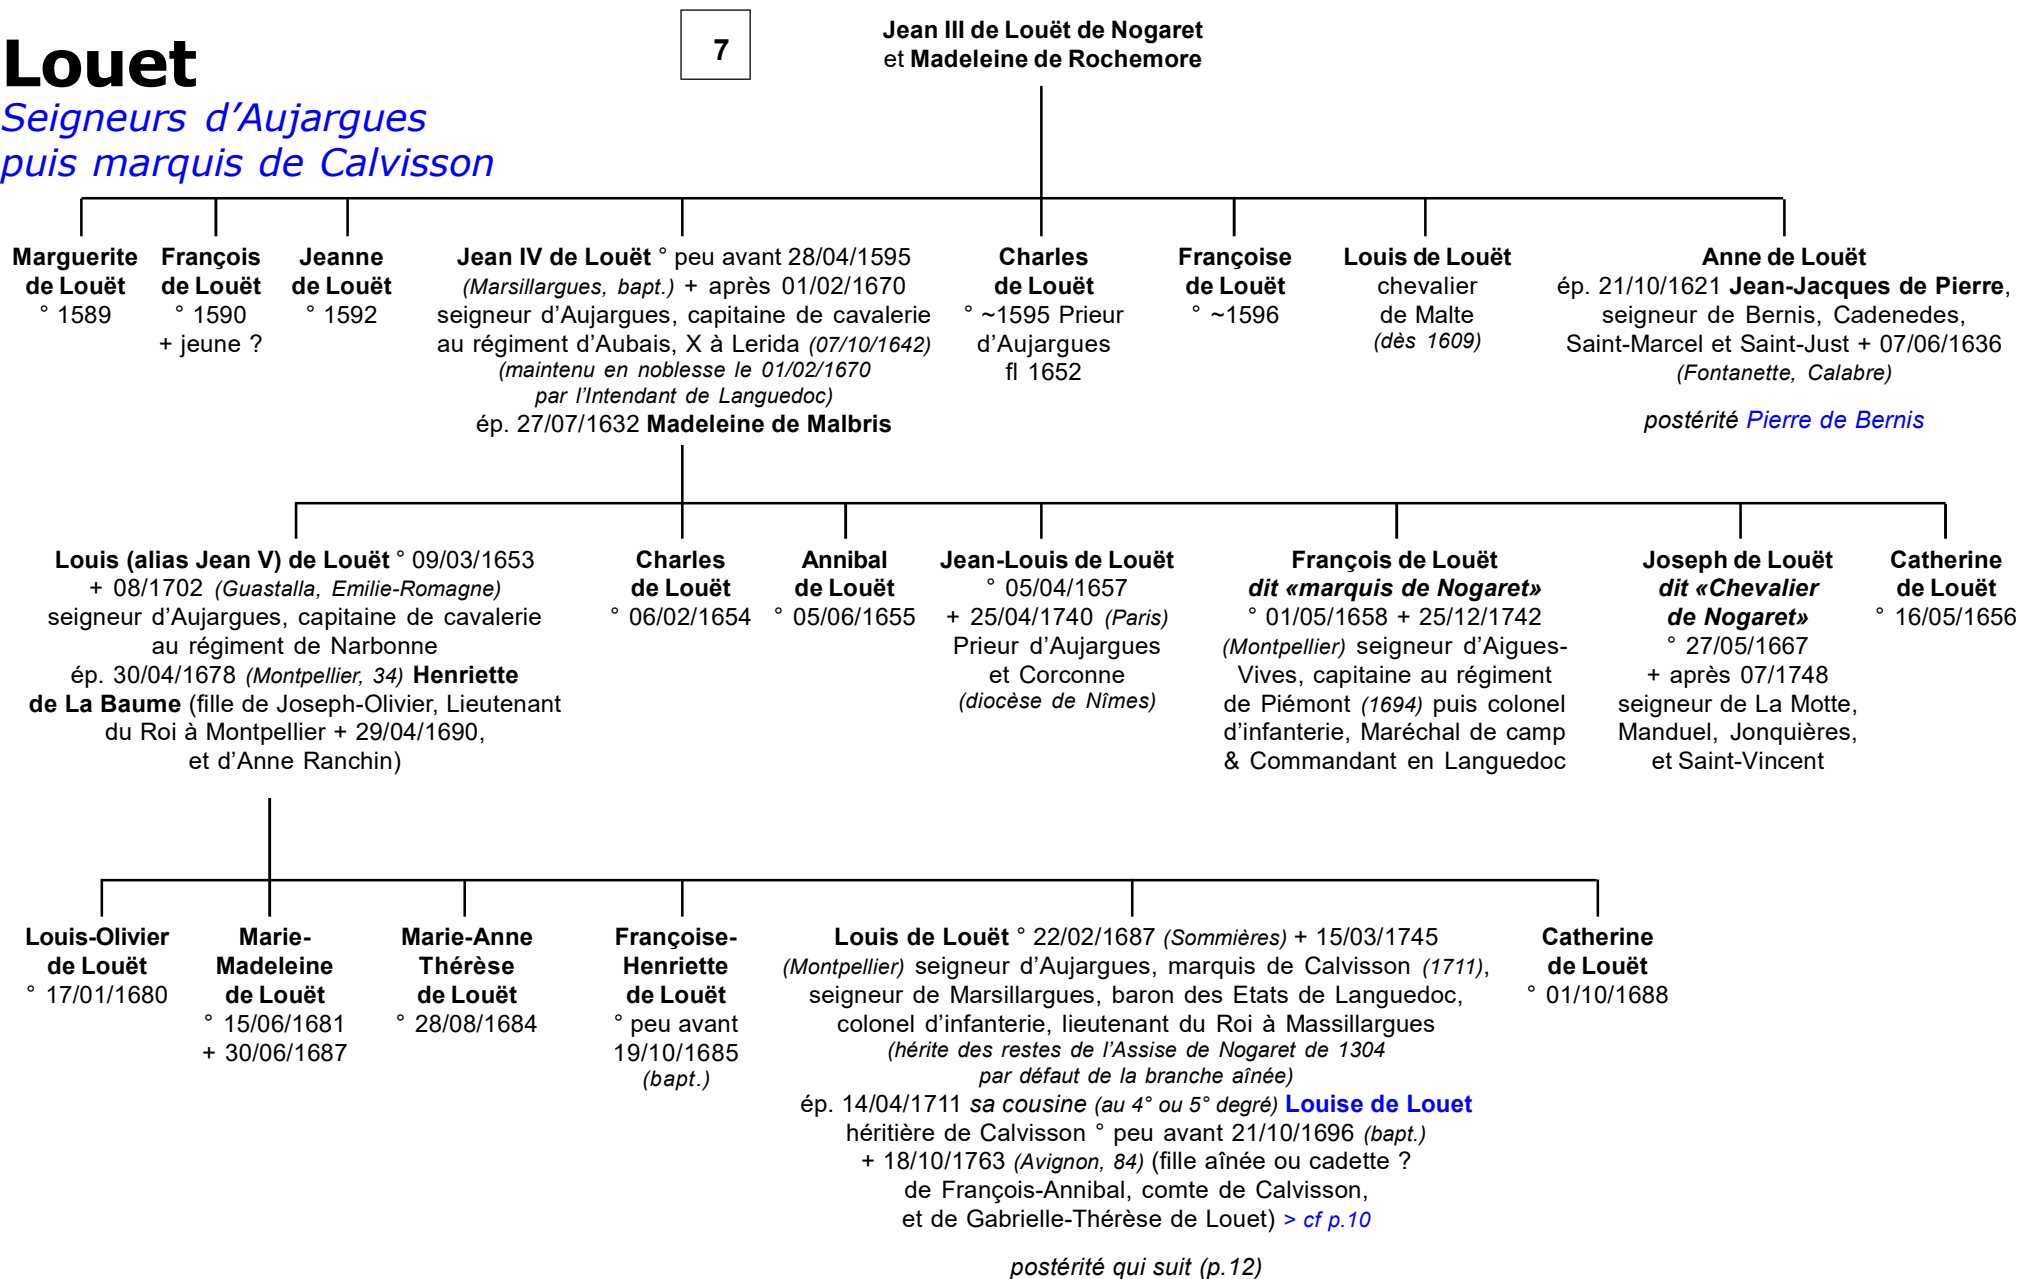 Louet
Seigneurs d'Aujargues
puis marquis de Calvisson
7
Jean III de Louët de Nogaret
et Madeleine de Rochemore
Marguerite
de Louët
° 1589
François
de Louët
° 1590
+ jeune ?
Jeanne
de Louët
° 1592
Jean IV de Louët ° peu avant 28/04/1595
(Marsillargues, bapt.) + après 01/02/1670
seigneur d'Aujargues, capitaine de cavalerie
au régiment d'Aubais, X à Lerida (07/10/1642)
(maintenu en noblesse le 01/02/1670
par l'Intendant de Languedoc)
ép. 27/07/1632 Madeleine de Malbris
Charles
de Louët
° ~1595 Prieur
d'Aujargues
fl 1652
Françoise
de Louët
° ~1596
Louis de Louët
chevalier
de Malte
(dès 1609)
Anne de Louët
ép. 21/10/1621 Jean-Jacques de Pierre,
seigneur de Bernis, Cadenedes,
Saint-Marcel et Saint-Just + 07/06/1636
(Fontanette, Calabre)
postérité Pierre de Bernis
Louis (alias Jean V) de Louët ° 09/03/1653
+ 08/1702 (Guastalla, Emilie-Romagne)
seigneur d'Aujargues, capitaine de cavalerie
au régiment de Narbonne
ép. 30/04/1678 (Montpellier, 34) Henriette
de La Baume (fille de Joseph-Olivier, Lieutenant
du Roi à Montpellier + 29/04/1690,
et d'Anne Ranchin)
Charles
de Louët
° 06/02/1654
Annibal
de Louët
° 05/06/1655
Jean-Louis de Louët
° 05/04/1657
+ 25/04/1740 (Paris)
Prieur d'Aujargues
et Corconne
(diocèse de Nîmes)
François de Louët
dit «marquis de Nogaret»
° 01/05/1658 + 25/12/1742
(Montpellier) seigneur d'Aigues-
Vives, capitaine au régiment
de Piémont (1694) puis colonel
d'infanterie, Maréchal de camp
& Commandant en Languedoc
Joseph de Louët
dit «Chevalier
de Nogaret»
° 27/05/1667
+ après 07/1748
seigneur de La Motte,
Manduel, Jonquières,
et Saint-Vincent
Catherine
de Louët
° 16/05/1656
Louis-Olivier
de Louët
° 17/01/1680
Marie-
Madeleine
de Louët
° 15/06/1681
+ 30/06/1687
Marie-Anne
Thérèse
de Louët
° 28/08/1684
Françoise-
Henriette
de Louët
° peu avant
19/10/1685
(bapt.)
Louis de Louët ° 22/02/1687 (Sommières) + 15/03/1745
(Montpellier) seigneur d'Aujargues, marquis de Calvisson (1711),
seigneur de Marsillargues, baron des Etats de Languedoc,
colonel d'infanterie, lieutenant du Roi à Massillargues
(hérite des restes de l'Assise de Nogaret de 1304
par défaut de la branche aînée)
ép. 14/04/1711 sa cousine (au 4° ou 5° degré) Louise de Louet
héritière de Calvisson ° peu avant 21/10/1696 (bapt.)
+ 18/10/1763 (Avignon, 84) (fille aînée ou cadette ?
de François-Annibal, comte de Calvisson,
et de Gabrielle-Thérèse de Louet) > cf p.10
postérité qui suit (p.12)
Catherine
de Louët
° 01/10/1688